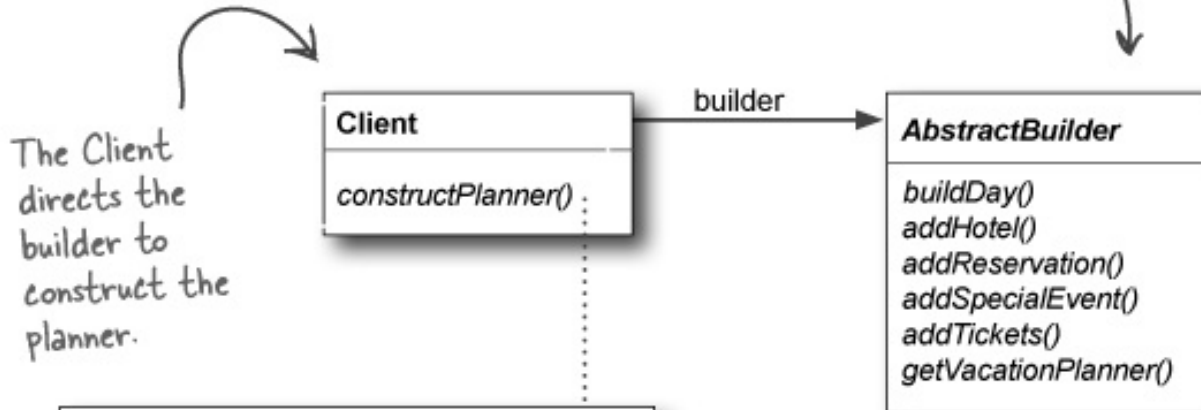 The Client
directs the
builder to
construct the
planner.
Client
constructPlanner()
builder
AbstractBuilder
buildDay()
addHotel()
addReservation()
addSpecialEvent()
addTickets()
getVacationPlanner()